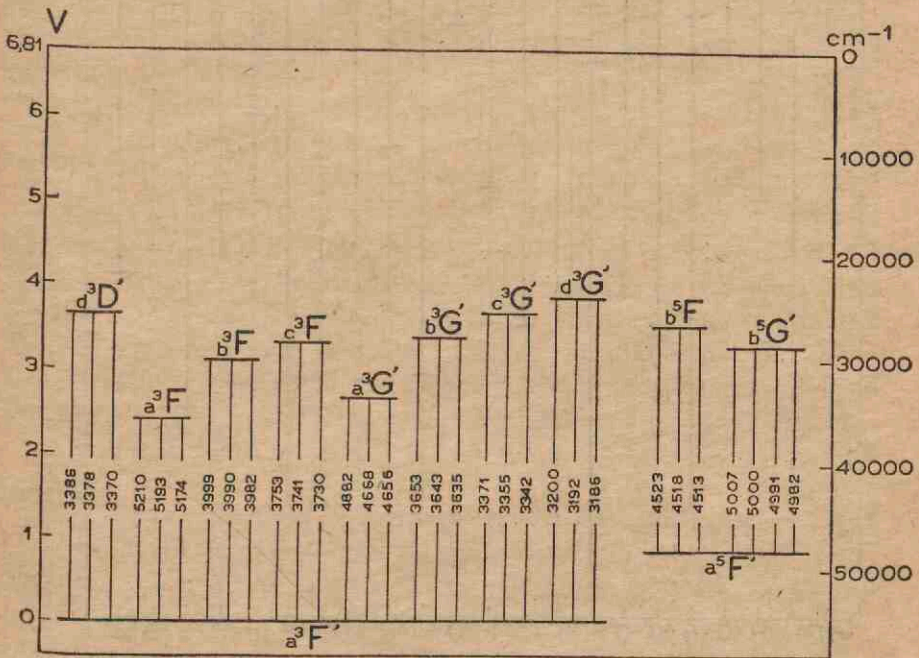 V
cm⁻¹
6,81
0
6
10000
5
20000
4
d³D'
b³G'
c³G'
d³G'
b³F
c³F
b⁵F
b⁵G'
3
30000
a³F
a³G'
2
40000
3386 3378 3370 5210 5193 5174 3999 3990 3982 3753 3741 3730 4682 4668 4656 3653 3643 3635 3371 3355 3342 3200 3192 3186 4523 4518 4513 5007 5000 4991 4982
1
a⁵F'
50000
0
a³F'